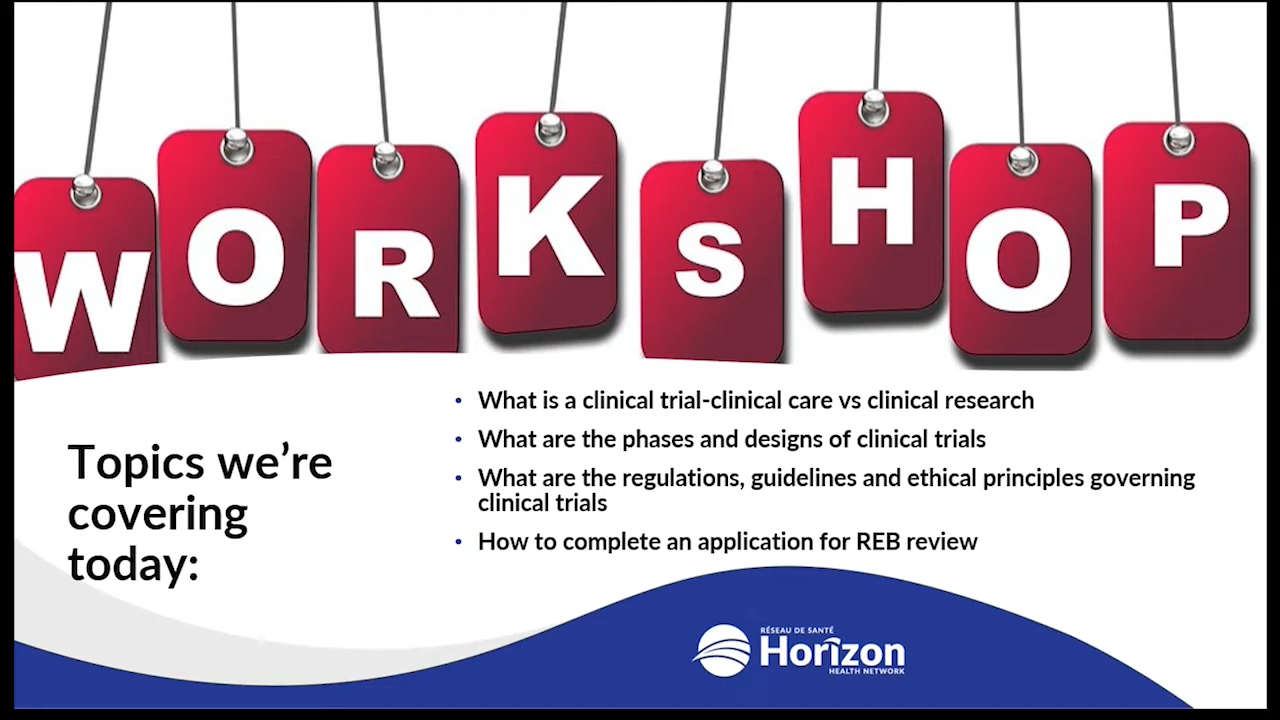 WORKSHOP
Topics we're
covering
today:
• What is a clinical trial-clinical care vs clinical research
• What are the phases and designs of clinical trials
• What are the regulations, guidelines and ethical principles governing
clinical trials
• How to complete an application for REB review
RÉSEAU DE SANTÉ
Horizon
HEALTH NETWORK